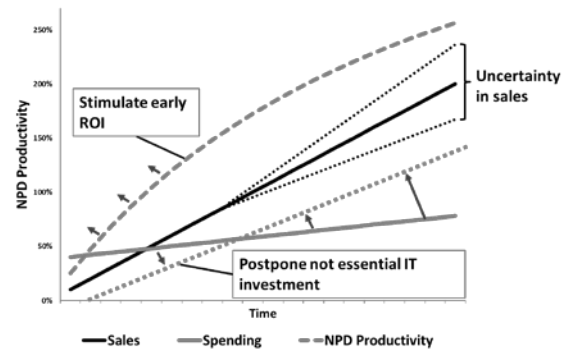 250%
200%
150%
100%
50%
0%
NPD Productivity
Stimulate early
ROI
Uncertainty
in sales
Postpone not essential IT
investment
Time
Sales
Spending
NPD Productivity